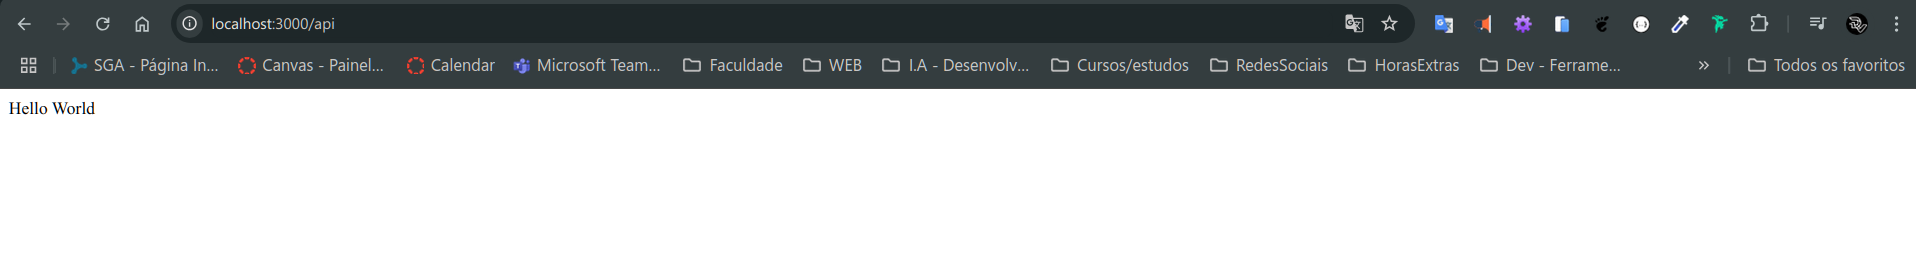 localhost:3000/api
SGA - Página In... Canvas - Painel... Calendar Microsoft Team... Faculdade WEB I.A - Desenvolv... Cursos/estudos RedesSociais HorasExtras Dev - Ferrame... » Todos os favoritos
Hello World